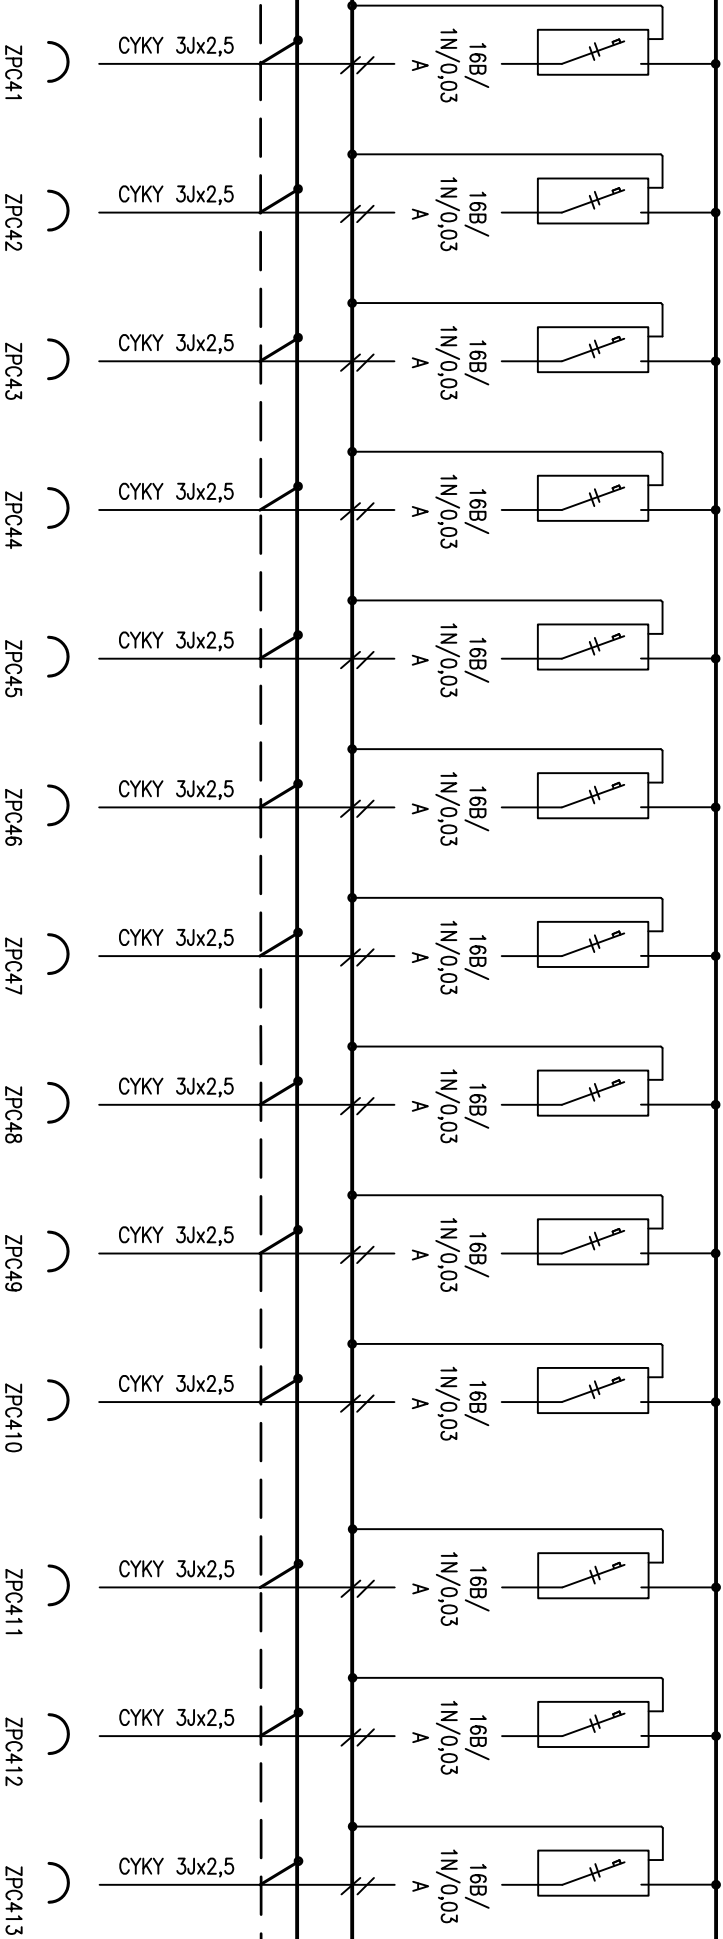 CYKY 3Jx2,5
16B/
1N/0,03
A
ZPC41
CYKY 3Jx2,5
16B/
1N/0,03
A
ZPC42
CYKY 3Jx2,5
16B/
1N/0,03
A
ZPC43
CYKY 3Jx2,5
16B/
1N/0,03
A
ZPC44
CYKY 3Jx2,5
16B/
1N/0,03
A
ZPC45
CYKY 3Jx2,5
16B/
1N/0,03
A
ZPC46
CYKY 3Jx2,5
16B/
1N/0,03
A
ZPC47
CYKY 3Jx2,5
16B/
1N/0,03
A
ZPC48
CYKY 3Jx2,5
16B/
1N/0,03
A
ZPC49
CYKY 3Jx2,5
16B/
1N/0,03
A
ZPC410
CYKY 3Jx2,5
16B/
1N/0,03
A
ZPC411
CYKY 3Jx2,5
16B/
1N/0,03
A
ZPC412
CYKY 3Jx2,5
16B/
1N/0,03
A
ZPC413